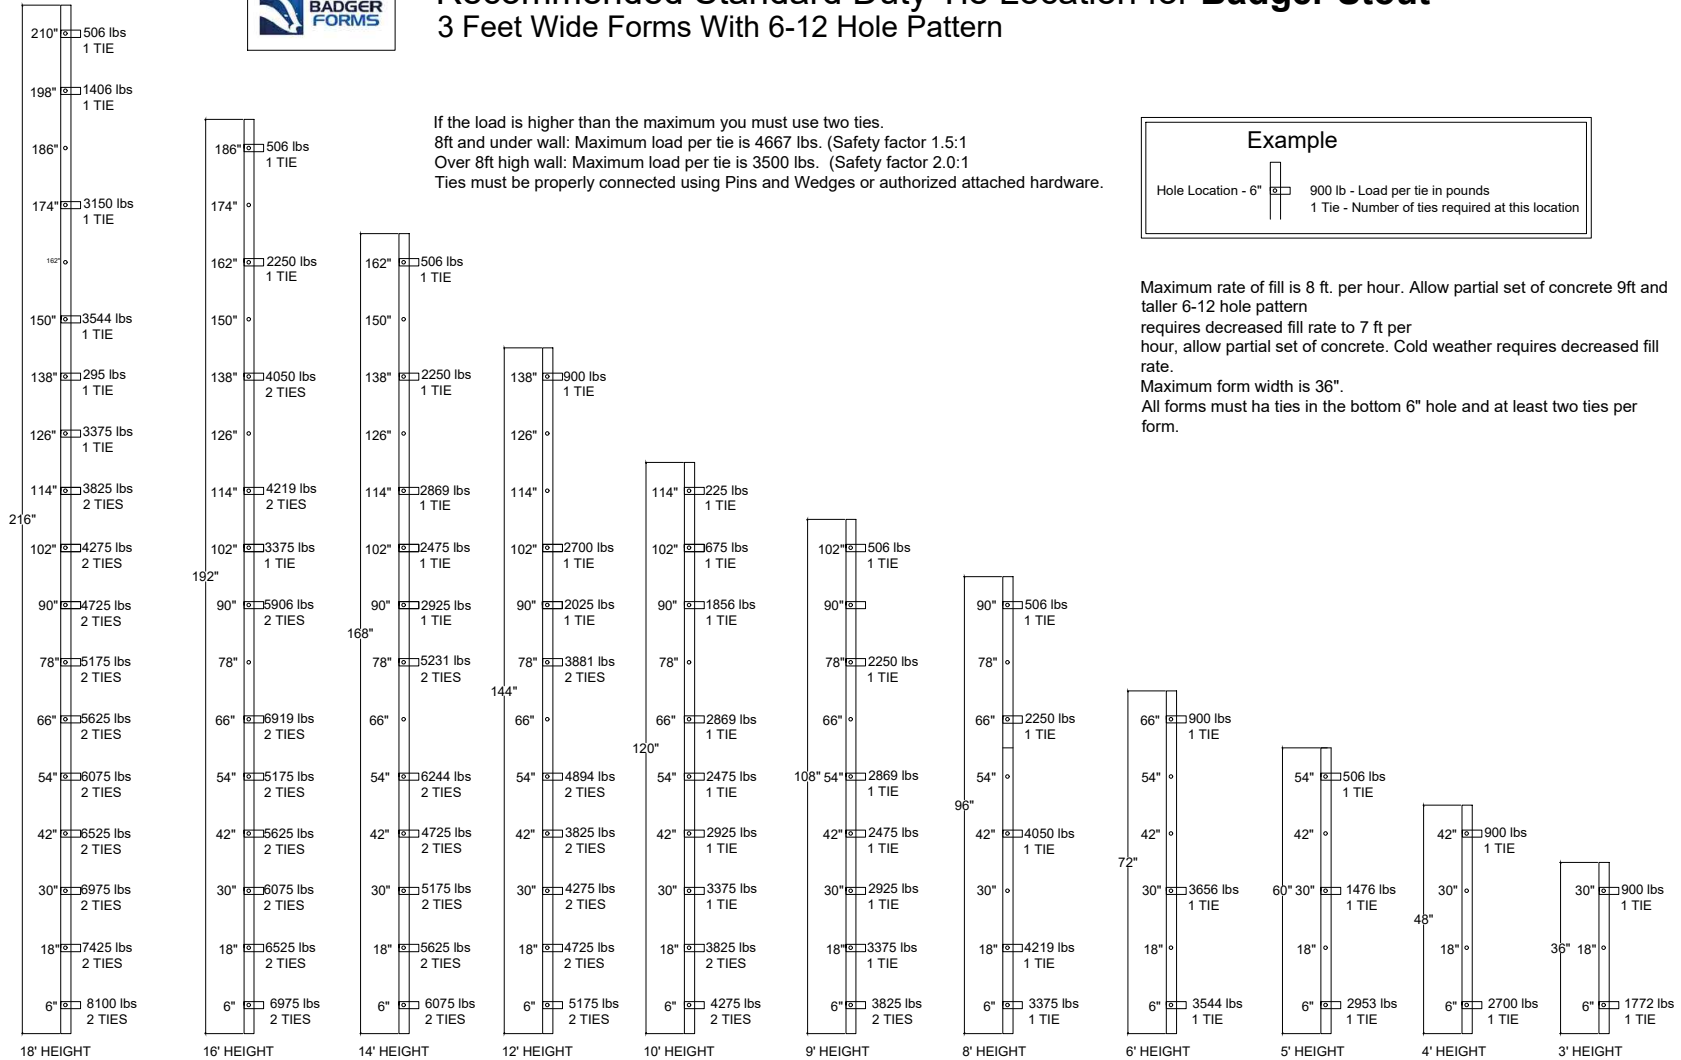 BADGER
FORMS
Recommended Standard Duty Tie Location for Badger Stout
3 Feet Wide Forms With 6-12 Hole Pattern
If the load is higher than the maximum you must use two ties.
8ft and under wall: Maximum load per tie is 4667 lbs. (Safety factor 1.5:1
Over 8ft high wall: Maximum load per tie is 3500 lbs. (Safety factor 2.0:1
Ties must be properly connected using Pins and Wedges or authorized attached hardware.
Example
Hole Location - 6"
900 lb - Load per tie in pounds
1 Tie - Number of ties required at this location
Maximum rate of fill is 8 ft. per hour. Allow partial set of concrete 9ft and
taller 6-12 hole pattern
requires decreased fill rate to 7 ft per
hour, allow partial set of concrete. Cold weather requires decreased fill
rate.
Maximum form width is 36".
All forms must ha ties in the bottom 6" hole and at least two ties per
form.
210" 506 lbs
1 TIE
198" 1406 lbs
1 TIE
186"
174" 3150 lbs
1 TIE
162"
150" 3544 lbs
1 TIE
138" 295 lbs
1 TIE
126" 3375 lbs
1 TIE
114" 3825 lbs
2 TIES
216"
102" 4275 lbs
2 TIES
90" 4725 lbs
2 TIES
78" 5175 lbs
2 TIES
66" 5625 lbs
2 TIES
54" 6075 lbs
2 TIES
42" 6525 lbs
2 TIES
30" 6975 lbs
2 TIES
18" 7425 lbs
2 TIES
6" 8100 lbs
2 TIES
18' HEIGHT
186" 506 lbs
1 TIE
174"
162" 2250 lbs
1 TIE
150"
138" 4050 lbs
2 TIES
126"
114" 4219 lbs
2 TIES
102" 3375 lbs
1 TIE
192"
90" 5906 lbs
2 TIES
78"
66" 6919 lbs
2 TIES
54" 5175 lbs
2 TIES
42" 5625 lbs
2 TIES
30" 6075 lbs
2 TIES
18" 6525 lbs
2 TIES
6" 6975 lbs
2 TIES
16' HEIGHT
162" 506 lbs
1 TIE
150"
138" 2250 lbs
1 TIE
126"
114" 2869 lbs
1 TIE
102" 2475 lbs
1 TIE
90" 2925 lbs
1 TIE
168"
78" 5231 lbs
2 TIES
66"
54" 6244 lbs
2 TIES
42" 4725 lbs
2 TIES
30" 5175 lbs
2 TIES
18" 5625 lbs
2 TIES
6" 6075 lbs
2 TIES
14' HEIGHT
138" 900 lbs
1 TIE
126"
114"
102" 2700 lbs
1 TIE
90" 2025 lbs
1 TIE
78" 3881 lbs
2 TIES
144"
66"
54" 4894 lbs
2 TIES
42" 3825 lbs
2 TIES
30" 4275 lbs
2 TIES
18" 4725 lbs
2 TIES
6" 5175 lbs
2 TIES
12' HEIGHT
114" 225 lbs
1 TIE
102" 675 lbs
1 TIE
90" 1856 lbs
1 TIE
78"
66" 2869 lbs
1 TIE
120"
54" 2475 lbs
1 TIE
42" 2925 lbs
1 TIE
30" 3375 lbs
1 TIE
18" 3825 lbs
2 TIES
6" 4275 lbs
2 TIES
10' HEIGHT
102" 506 lbs
1 TIE
90"
78" 2250 lbs
1 TIE
66"
108" 54" 2869 lbs
1 TIE
42" 2475 lbs
1 TIE
30" 2925 lbs
1 TIE
18" 3375 lbs
1 TIE
6" 3825 lbs
2 TIES
9' HEIGHT
90" 506 lbs
1 TIE
78"
66" 2250 lbs
1 TIE
54"
96"
42" 4050 lbs
1 TIE
30"
18" 4219 lbs
1 TIE
6" 3375 lbs
1 TIE
8' HEIGHT
66" 900 lbs
1 TIE
54"
42"
72"
30" 3656 lbs
1 TIE
18"
6" 3544 lbs
1 TIE
6' HEIGHT
54" 506 lbs
1 TIE
42"
60" 30" 1476 lbs
1 TIE
18"
6" 2953 lbs
1 TIE
5' HEIGHT
42" 900 lbs
1 TIE
30"
48"
18"
6" 2700 lbs
1 TIE
4' HEIGHT
30" 900 lbs
1 TIE
36" 18"
6" 1772 lbs
1 TIE
3' HEIGHT